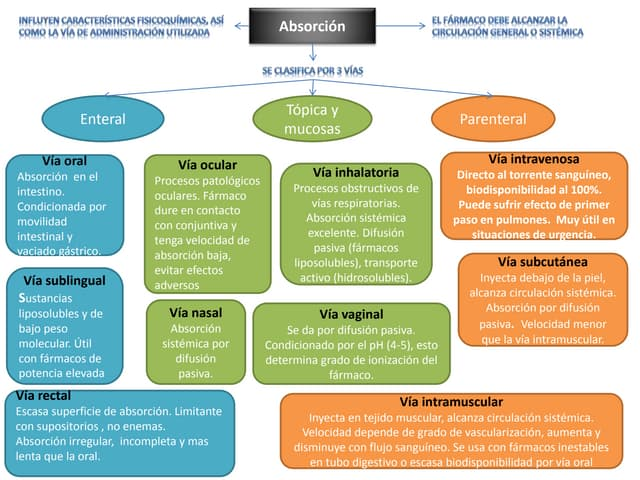 INFLUYEN CARACTERÍSTICAS FISICOQUÍMICAS, ASÍ
COMO LA VÍA DE ADMINISTRACIÓN UTILIZADA
Absorción
EL FÁRMACO DEBE ALCANZAR LA
CIRCULACIÓN GENERAL O SISTÉMICA
SE CLASIFICA POR 3 VÍAS
Enteral
Tópica y
mucosas
Parenteral
Vía oral
Absorción en el
intestino.
Condicionada por
movilidad
intestinal y
vaciado gástrico.
Vía sublingual
Sustancias
liposolubles y de
bajo peso
molecular. Útil
con fármacos de
potencia elevada
Vía rectal
Escasa superficie de absorción. Limitante
con supositorios , no enemas.
Absorción irregular, incompleta y mas
lenta que la oral.
Vía ocular
Procesos patológicos
oculares. Fármaco
dure en contacto
con conjuntiva y
tenga velocidad de
absorción baja,
evitar efectos
adversos
Vía nasal
Absorción
sistémica por
difusión
pasiva.
Vía inhalatoria
Procesos obstructivos de
vías respiratorias.
Absorción sistémica
excelente. Difusión
pasiva (fármacos
liposolubles), transporte
activo (hidrosolubles).
Vía vaginal
Se da por difusión pasiva.
Condicionado por el pH (4-5), esto
determina grado de ionización del
fármaco.
Vía intravenosa
Directo al torrente sanguíneo,
biodisponibilidad al 100%.
Puede sufrir efecto de primer
paso en pulmones. Muy útil en
situaciones de urgencia.
Vía subcutánea
Inyecta debajo de la piel,
alcanza circulación sistémica.
Absorción por difusión
pasiva. Velocidad menor
que la vía intramuscular.
Vía intramuscular
Inyecta en tejido muscular, alcanza circulación sistémica.
Velocidad depende de grado de vascularización, aumenta y
disminuye con flujo sanguíneo. Se usa con fármacos inestables
en tubo digestivo o escasa biodisponibilidad por vía oral